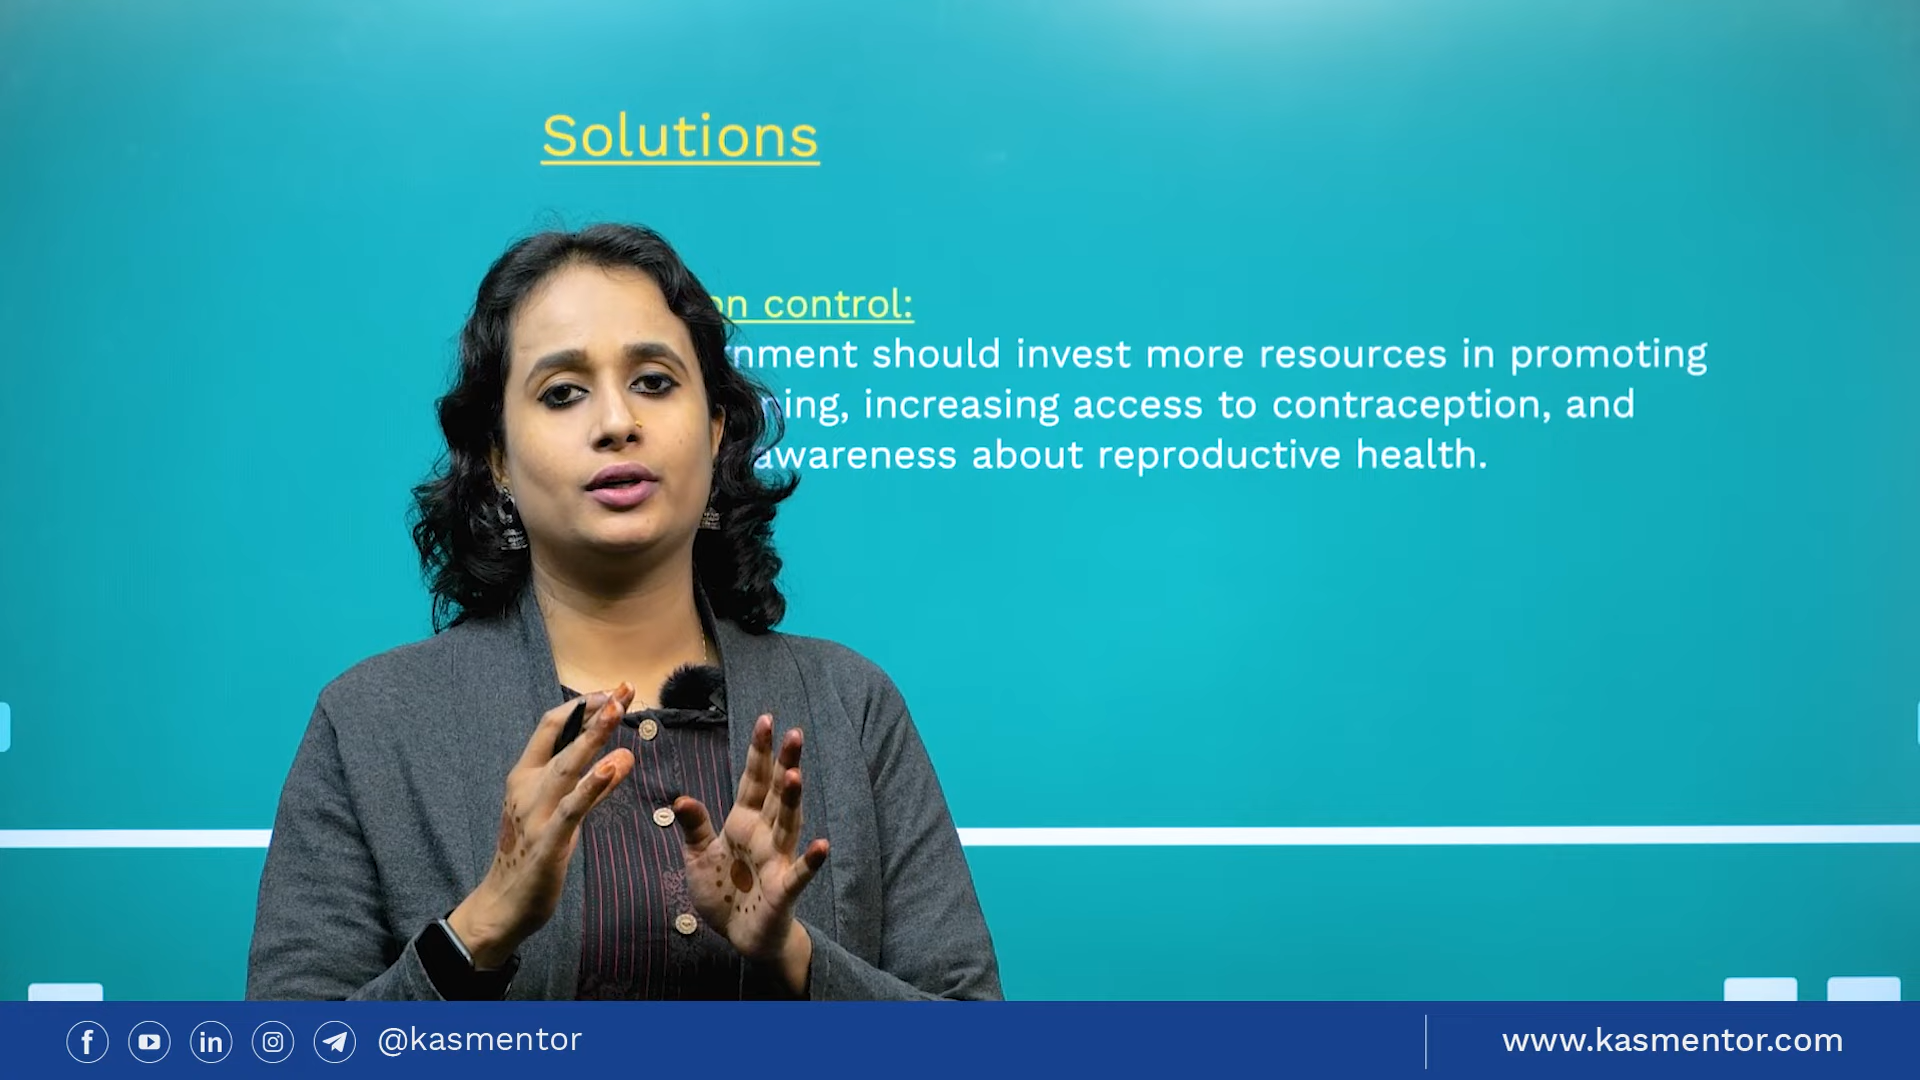 Solutions
on control:
nment should invest more resources in promoting
ning, increasing access to contraception, and
awareness about reproductive health.
@kasmentor
www.kasmentor.com